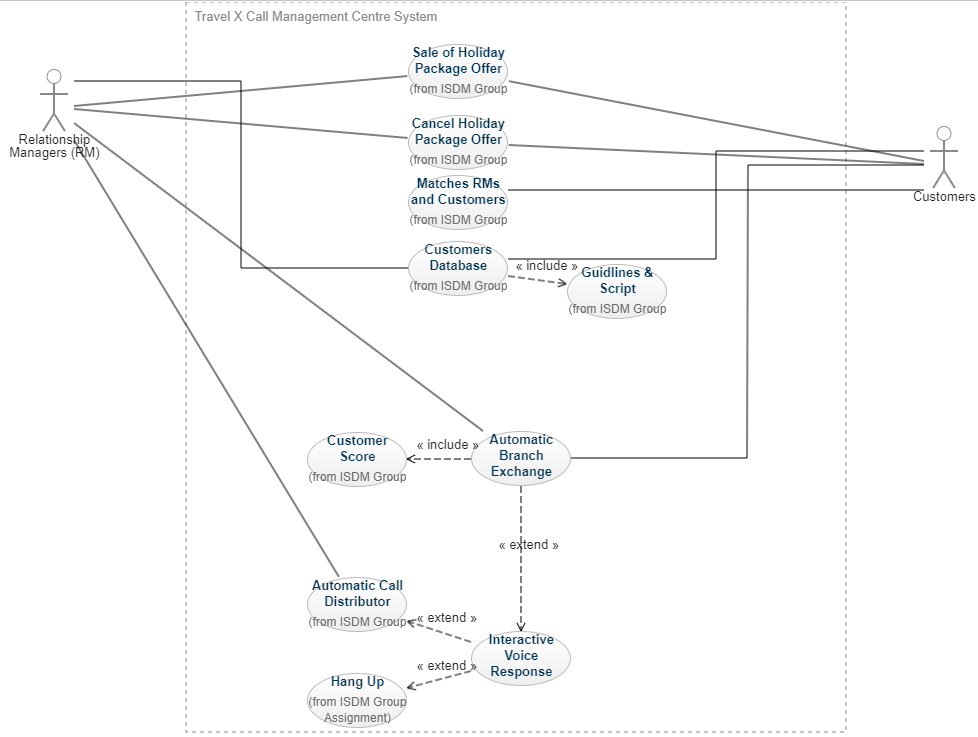 Travel X Call Management Centre System
Sale of Holiday
Package Offer
(from ISDM Group
Relationship
Managers (RM)
Cancel Holiday
Package Offer
(from ISDM Group
Customers
Matches RMs
and Customers
(from ISDM Group
Customers
Database
(from ISDM Group
« include »
Guidlines &
Script
(from ISDM Group
Customer
Score
(from ISDM Group
« include »
Automatic
Branch
Exchange
« extend »
Automatic Call
Distributor
(from ISDM Group
« extend »
Interactive
Voice
Response
« extend »
Hang Up
(from ISDM Group
Assignment)